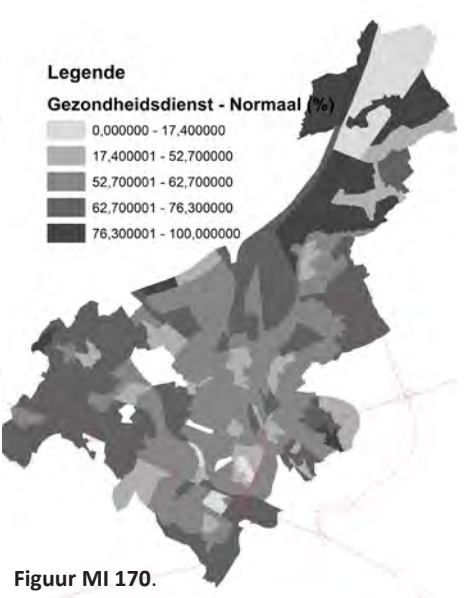 Legende
Gezondheidsdienst - Normaal (%)
0,000000 - 17,400000
17,400001 - 52,700000
52,700001 - 62,700000
62,700001 - 76,300000
76,300001 - 100,000000
Figuur MI 170.